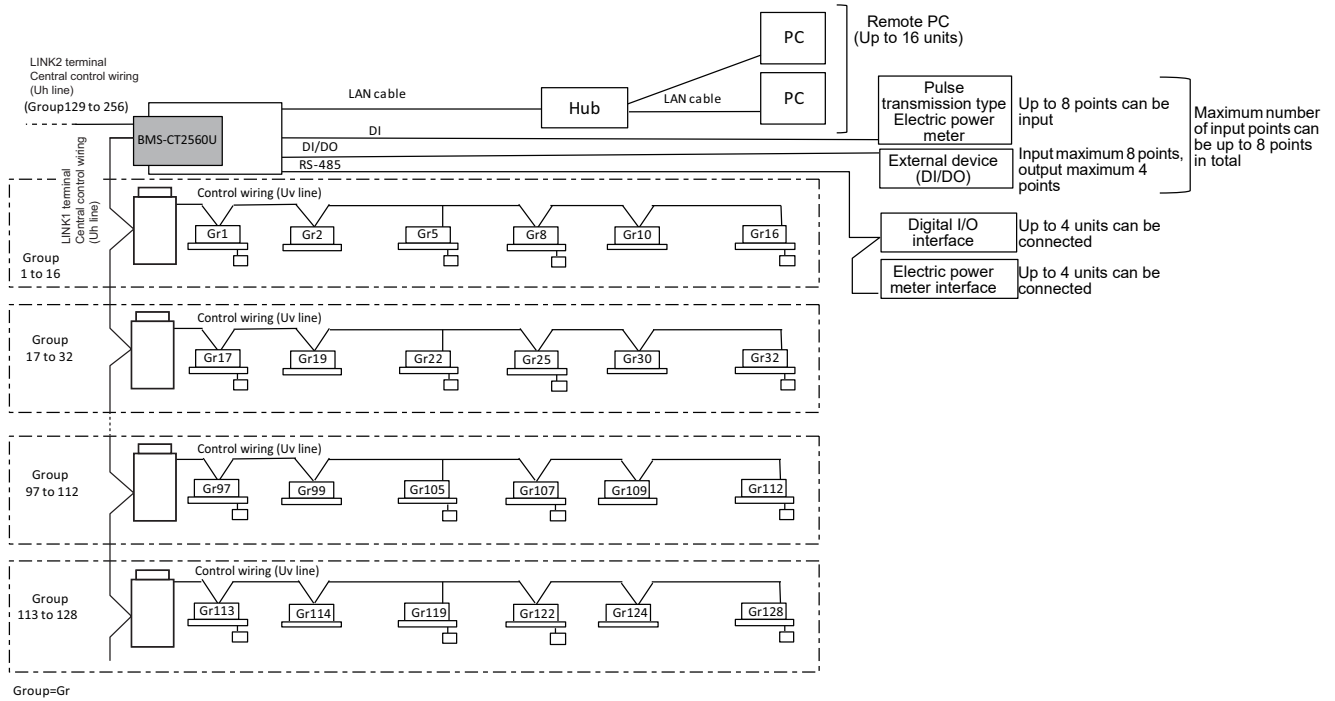 Remote PC
(Up to 16 units)
PC
LINK2 terminal
Central control wiring
(Uh line)
(Group129 to 256)
LAN cable
Hub
LAN cable
PC
Pulse
transmission type
Electric power
meter
Up to 8 points can be
input
Maximum number
of input points can
be up to 8 points
in total
BMS-CT2560U
DI
DI/DO
RS-485
External device
(DI/DO)
Input maximum 8 points,
output maximum 4
points
LINK1 terminal
Central control wiring
(Uh line)
Digital I/O
interface
Up to 4 units can be
connected
Electric power
meter interface
Up to 4 units can be
connected
Group
1 to 16
Control wiring (Uv line)
Gr1
Gr2
Gr5
Gr8
Gr10
Gr16
Group
17 to 32
Control wiring (Uv line)
Gr17
Gr19
Gr22
Gr25
Gr30
Gr32
Group
97 to 112
Control wiring (Uv line)
Gr97
Gr99
Gr105
Gr107
Gr109
Gr112
Group
113 to 128
Control wiring (Uv line)
Gr113
Gr114
Gr119
Gr122
Gr124
Gr128
Group=Gr